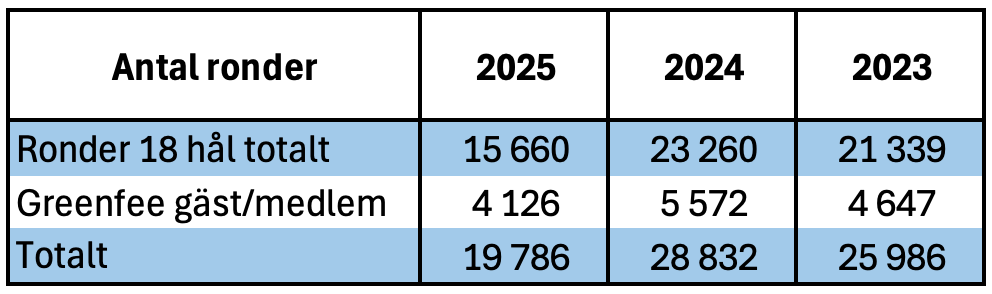 Antal ronder 2025 2024 2023
Ronder 18 hål totalt 15 660 23 260 21 339
Greenfee gäst/medlem 4 126 5 572 4 647
Totalt 19 786 28 832 25 986